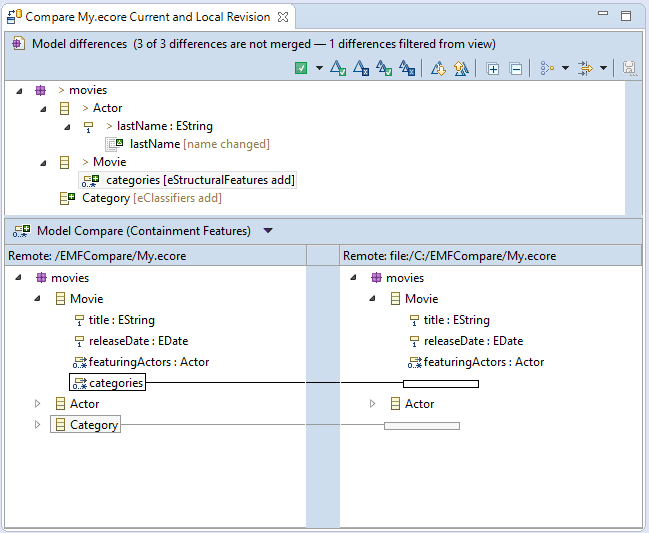 Compare My.ecore Current and Local Revision
Model differences (3 of 3 differences are not merged — 1 differences filtered from view)
> movies
> Actor
> lastName : EString
lastName [name changed]
> Movie
categories [eStructuralFeatures add]
Category [eClassifiers add]
Model Compare (Containment Features)
Remote: /EMFCompare/My.ecore
Remote: file:/C:/EMFCompare/My.ecore
movies
movies
Movie
Movie
title : EString
title : EString
releaseDate : EDate
releaseDate : EDate
featuringActors : Actor
featuringActors : Actor
categories
Actor
Actor
Category